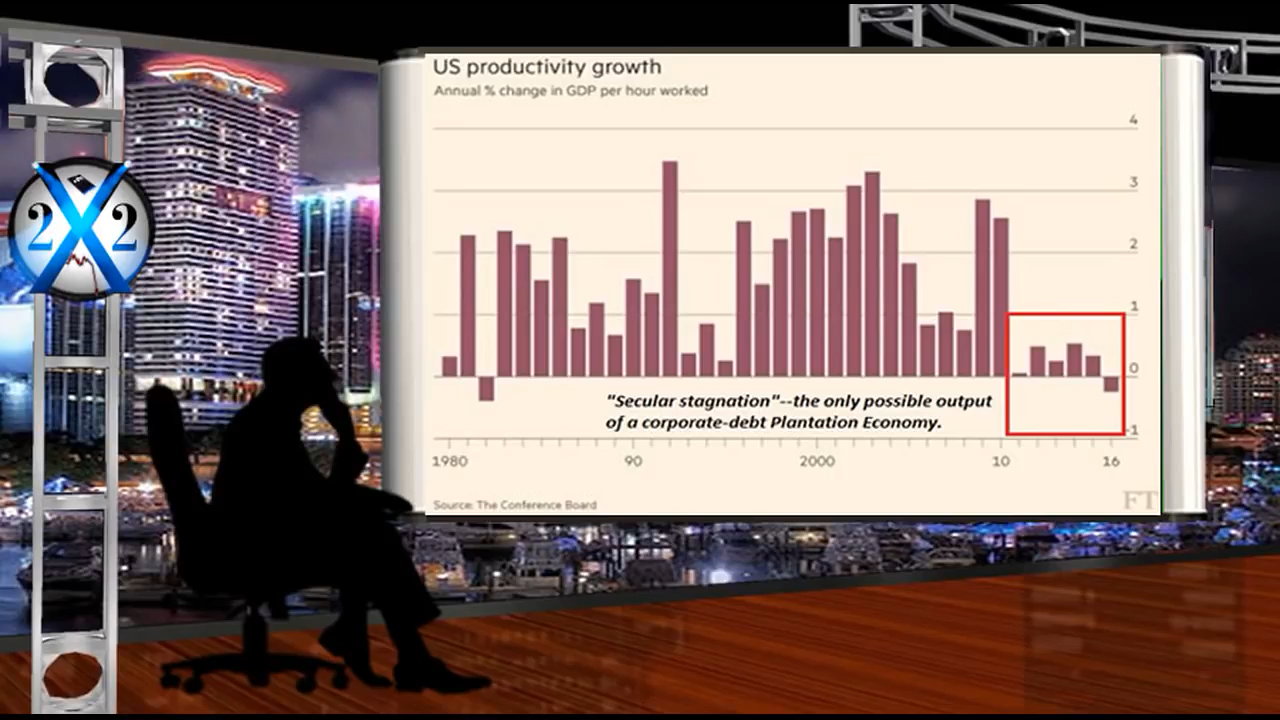 US productivity growth
Annual % change in GDP per hour worked
4
3
2
1
0
-1
"Secular stagnation"--the only possible output
of a corporate-debt Plantation Economy.
1980 90 2000 10 16
Source: The Conference Board FT
2X2